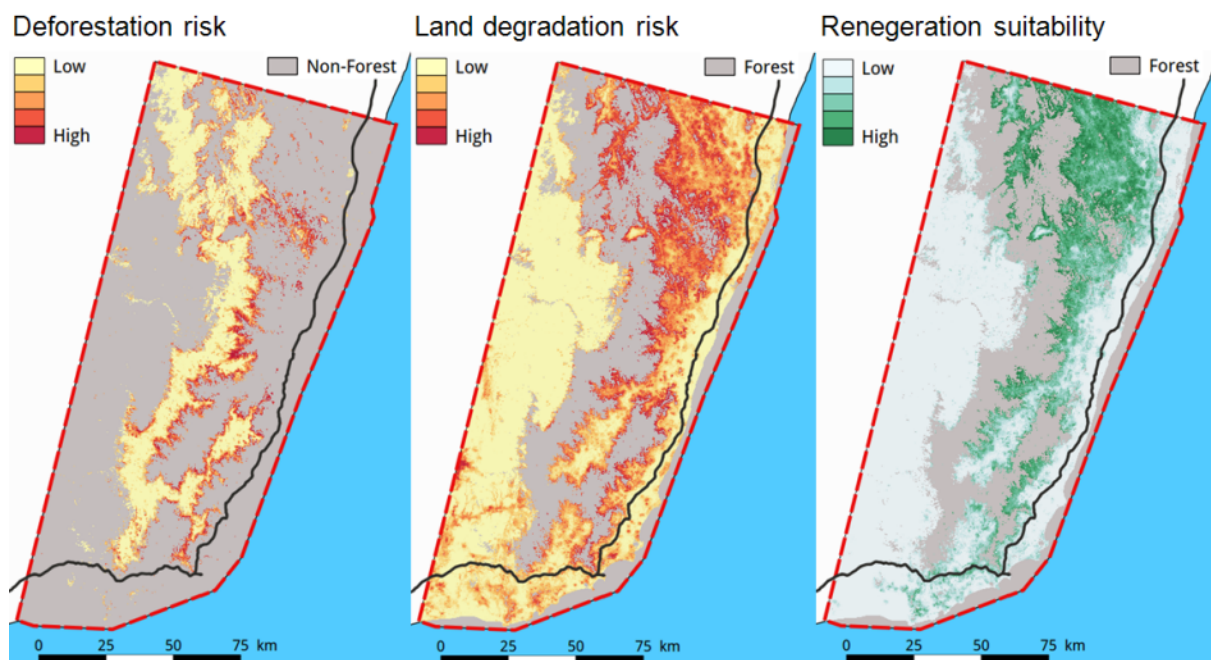 Deforestation risk
Low
High
Non-Forest
0 25 50 75 km
Land degradation risk
Low
High
Forest
0 25 50 75 km
Renegeration suitability
Low
High
Forest
0 25 50 75 km